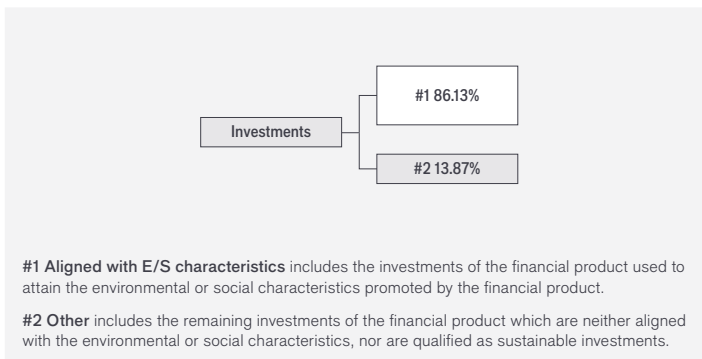 #1 86.13%
Investments
#2 13.87%
#1 Aligned with E/S characteristics includes the investments of the financial product used to
attain the environmental or social characteristics promoted by the financial product.
#2 Other includes the remaining investments of the financial product which are neither aligned
with the environmental or social characteristics, nor are qualified as sustainable investments.